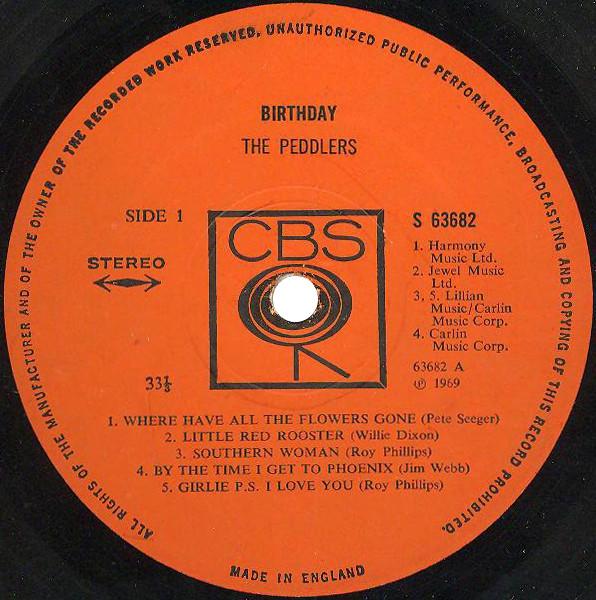 ALL RIGHTS OF THE MANUFACTURER AND OF THE OWNER OF THE RECORDED WORK RESERVED, UNAUTHORIZED PUBLIC PERFORMANCE, BROADCASTING AND COPYING OF THIS RECORD PROHIBITED.
BIRTHDAY
THE PEDDLERS
SIDE 1
STEREO
33⅓
CBS
S 63682
1. Harmony
Music Ltd.
2. Jewel Music
Ltd.
3, 5. Lillian
Music/Carlin
Music Corp.
4. Carlin
Music Corp.
63682 A
℗ 1969
1. WHERE HAVE ALL THE FLOWERS GONE (Pete Seeger)
2. LITTLE RED ROOSTER (Willie Dixon)
3. SOUTHERN WOMAN (Roy Phillips)
4. BY THE TIME I GET TO PHOENIX (Jim Webb)
5. GIRLIE P.S. I LOVE YOU (Roy Phillips)
MADE IN ENGLAND